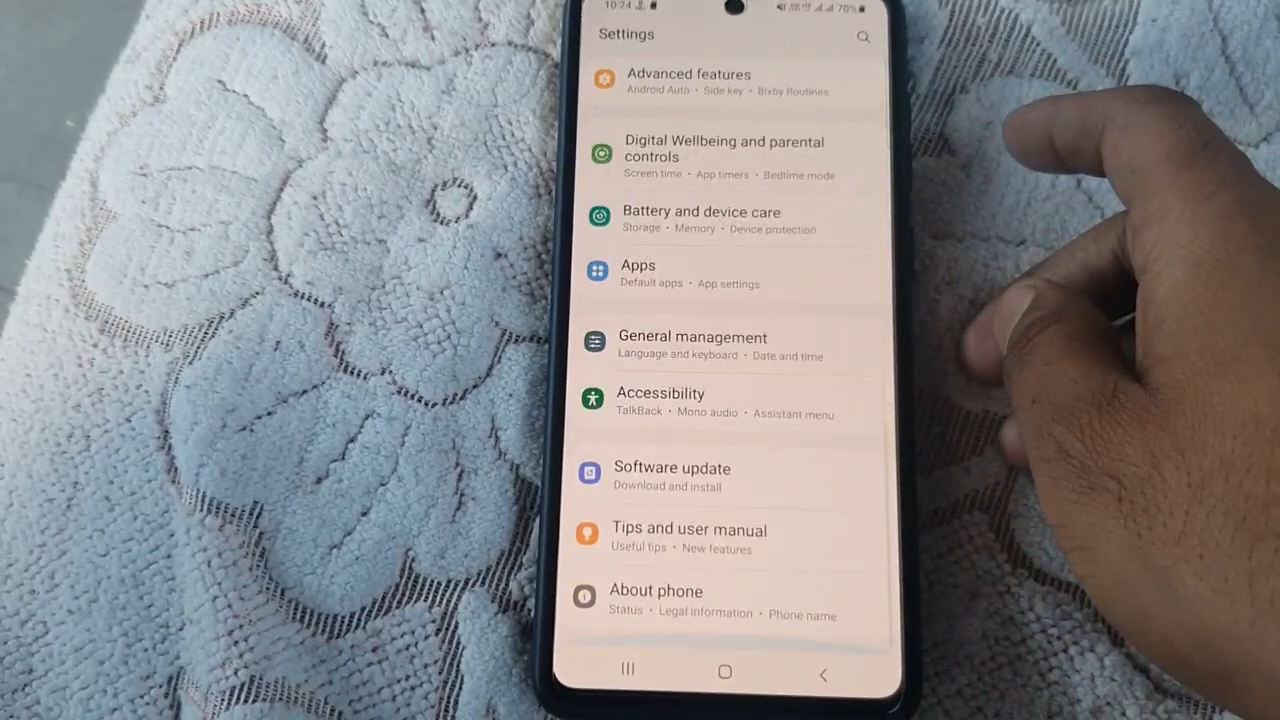 10:24
70%
Settings
Advanced features
Android Auto • Side key • Bixby Routines
Digital Wellbeing and parental
controls
Screen time • App timers • Bedtime mode
Battery and device care
Storage • Memory • Device protection
Apps
Default apps • App settings
General management
Language and keyboard • Date and time
Accessibility
TalkBack • Mono audio • Assistant menu
Software update
Download and install
Tips and user manual
Useful tips • New features
About phone
Status • Legal information • Phone name